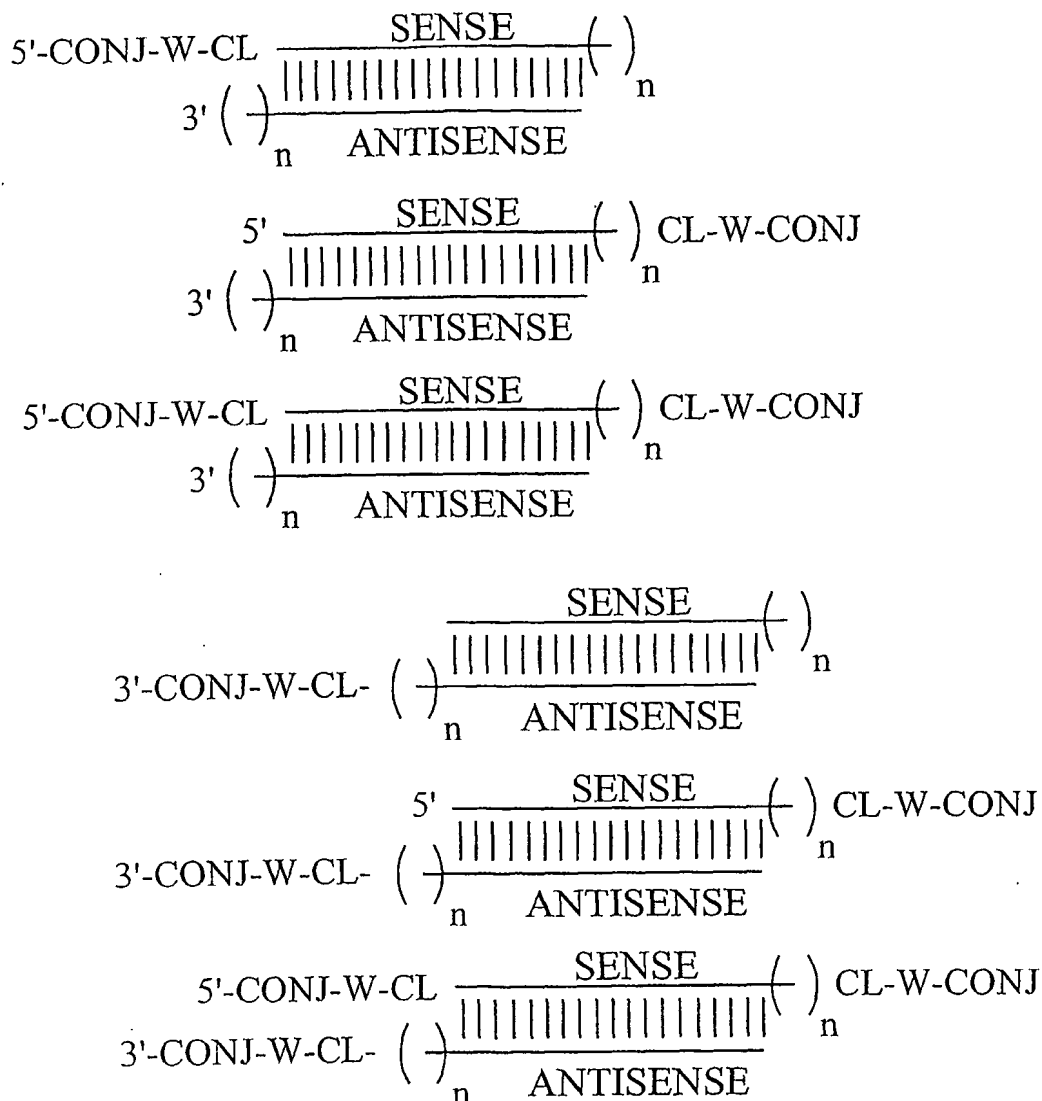 SENSE
5'-CONJ-W-CL ( )n
3' ( )n ANTISENSE
SENSE
5' ( )n CL-W-CONJ
3' ( )n ANTISENSE
SENSE
5'-CONJ-W-CL ( )n CL-W-CONJ
3' ( )n ANTISENSE
SENSE
( )n
3'-CONJ-W-CL- ( )n ANTISENSE
SENSE
5' ( )n CL-W-CONJ
3'-CONJ-W-CL- ( )n ANTISENSE
SENSE
5'-CONJ-W-CL ( )n CL-W-CONJ
3'-CONJ-W-CL- ( )n ANTISENSE